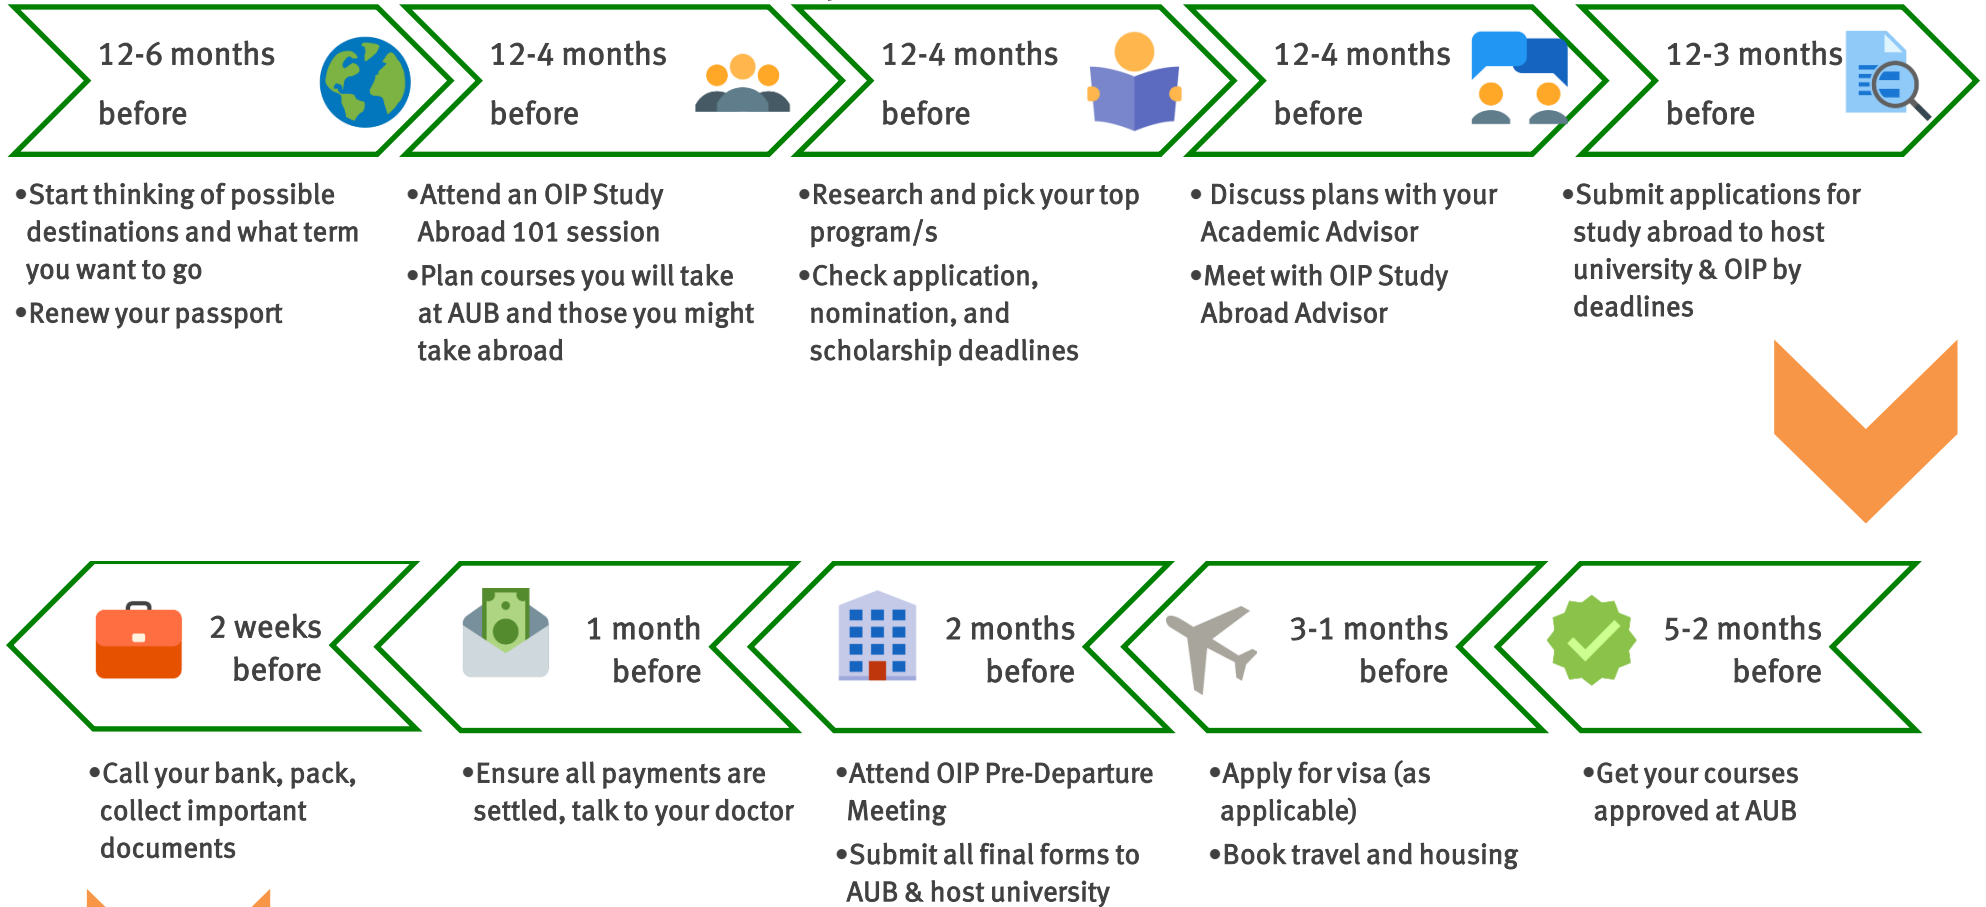 12-6 months
before
•Start thinking of possible
destinations and what term
you want to go
•Renew your passport
12-4 months
before
•Attend an OIP Study
Abroad 101 session
•Plan courses you will take
at AUB and those you might
take abroad
12-4 months
before
•Research and pick your top
program/s
•Check application,
nomination, and
scholarship deadlines
12-4 months
before
• Discuss plans with your
Academic Advisor
•Meet with OIP Study
Abroad Advisor
12-3 months
before
•Submit applications for
study abroad to host
university & OIP by
deadlines
5-2 months
before
•Get your courses
approved at AUB
3-1 months
before
•Apply for visa (as
applicable)
•Book travel and housing
2 months
before
•Attend OIP Pre-Departure
Meeting
•Submit all final forms to
AUB & host university
1 month
before
•Ensure all payments are
settled, talk to your doctor
2 weeks
before
•Call your bank, pack,
collect important
documents